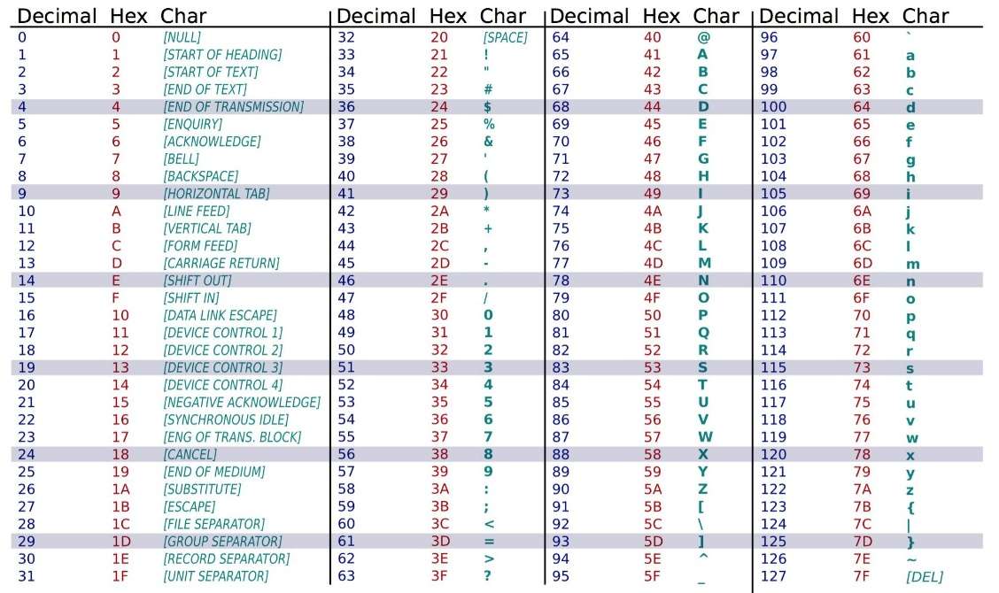 Decimal Hex Char Decimal Hex Char Decimal Hex Char Decimal Hex Char
0 0 [NULL] 32 20 [SPACE] 64 40 @ 96 60 `
1 1 [START OF HEADING] 33 21 ! 65 41 A 97 61 a
2 2 [START OF TEXT] 34 22 " 66 42 B 98 62 b
3 3 [END OF TEXT] 35 23 # 67 43 C 99 63 c
4 4 [END OF TRANSMISSION] 36 24 $ 68 44 D 100 64 d
5 5 [ENQUIRY] 37 25 % 69 45 E 101 65 e
6 6 [ACKNOWLEDGE] 38 26 & 70 46 F 102 66 f
7 7 [BELL] 39 27 ' 71 47 G 103 67 g
8 8 [BACKSPACE] 40 28 ( 72 48 H 104 68 h
9 9 [HORIZONTAL TAB] 41 29 ) 73 49 I 105 69 i
10 A [LINE FEED] 42 2A * 74 4A J 106 6A j
11 B [VERTICAL TAB] 43 2B + 75 4B K 107 6B k
12 C [FORM FEED] 44 2C , 76 4C L 108 6C l
13 D [CARRIAGE RETURN] 45 2D - 77 4D M 109 6D m
14 E [SHIFT OUT] 46 2E . 78 4E N 110 6E n
15 F [SHIFT IN] 47 2F / 79 4F O 111 6F o
16 10 [DATA LINK ESCAPE] 48 30 0 80 50 P 112 70 p
17 11 [DEVICE CONTROL 1] 49 31 1 81 51 Q 113 71 q
18 12 [DEVICE CONTROL 2] 50 32 2 82 52 R 114 72 r
19 13 [DEVICE CONTROL 3] 51 33 3 83 53 S 115 73 s
20 14 [DEVICE CONTROL 4] 52 34 4 84 54 T 116 74 t
21 15 [NEGATIVE ACKNOWLEDGE] 53 35 5 85 55 U 117 75 u
22 16 [SYNCHRONOUS IDLE] 54 36 6 86 56 V 118 76 v
23 17 [ENG OF TRANS. BLOCK] 55 37 7 87 57 W 119 77 w
24 18 [CANCEL] 56 38 8 88 58 X 120 78 x
25 19 [END OF MEDIUM] 57 39 9 89 59 Y 121 79 y
26 1A [SUBSTITUTE] 58 3A : 90 5A Z 122 7A z
27 1B [ESCAPE] 59 3B ; 91 5B [ 123 7B {
28 1C [FILE SEPARATOR] 60 3C < 92 5C \ 124 7C |
29 1D [GROUP SEPARATOR] 61 3D = 93 5D ] 125 7D }
30 1E [RECORD SEPARATOR] 62 3E > 94 5E ^ 126 7E ~
31 1F [UNIT SEPARATOR] 63 3F ? 95 5F _ 127 7F [DEL]